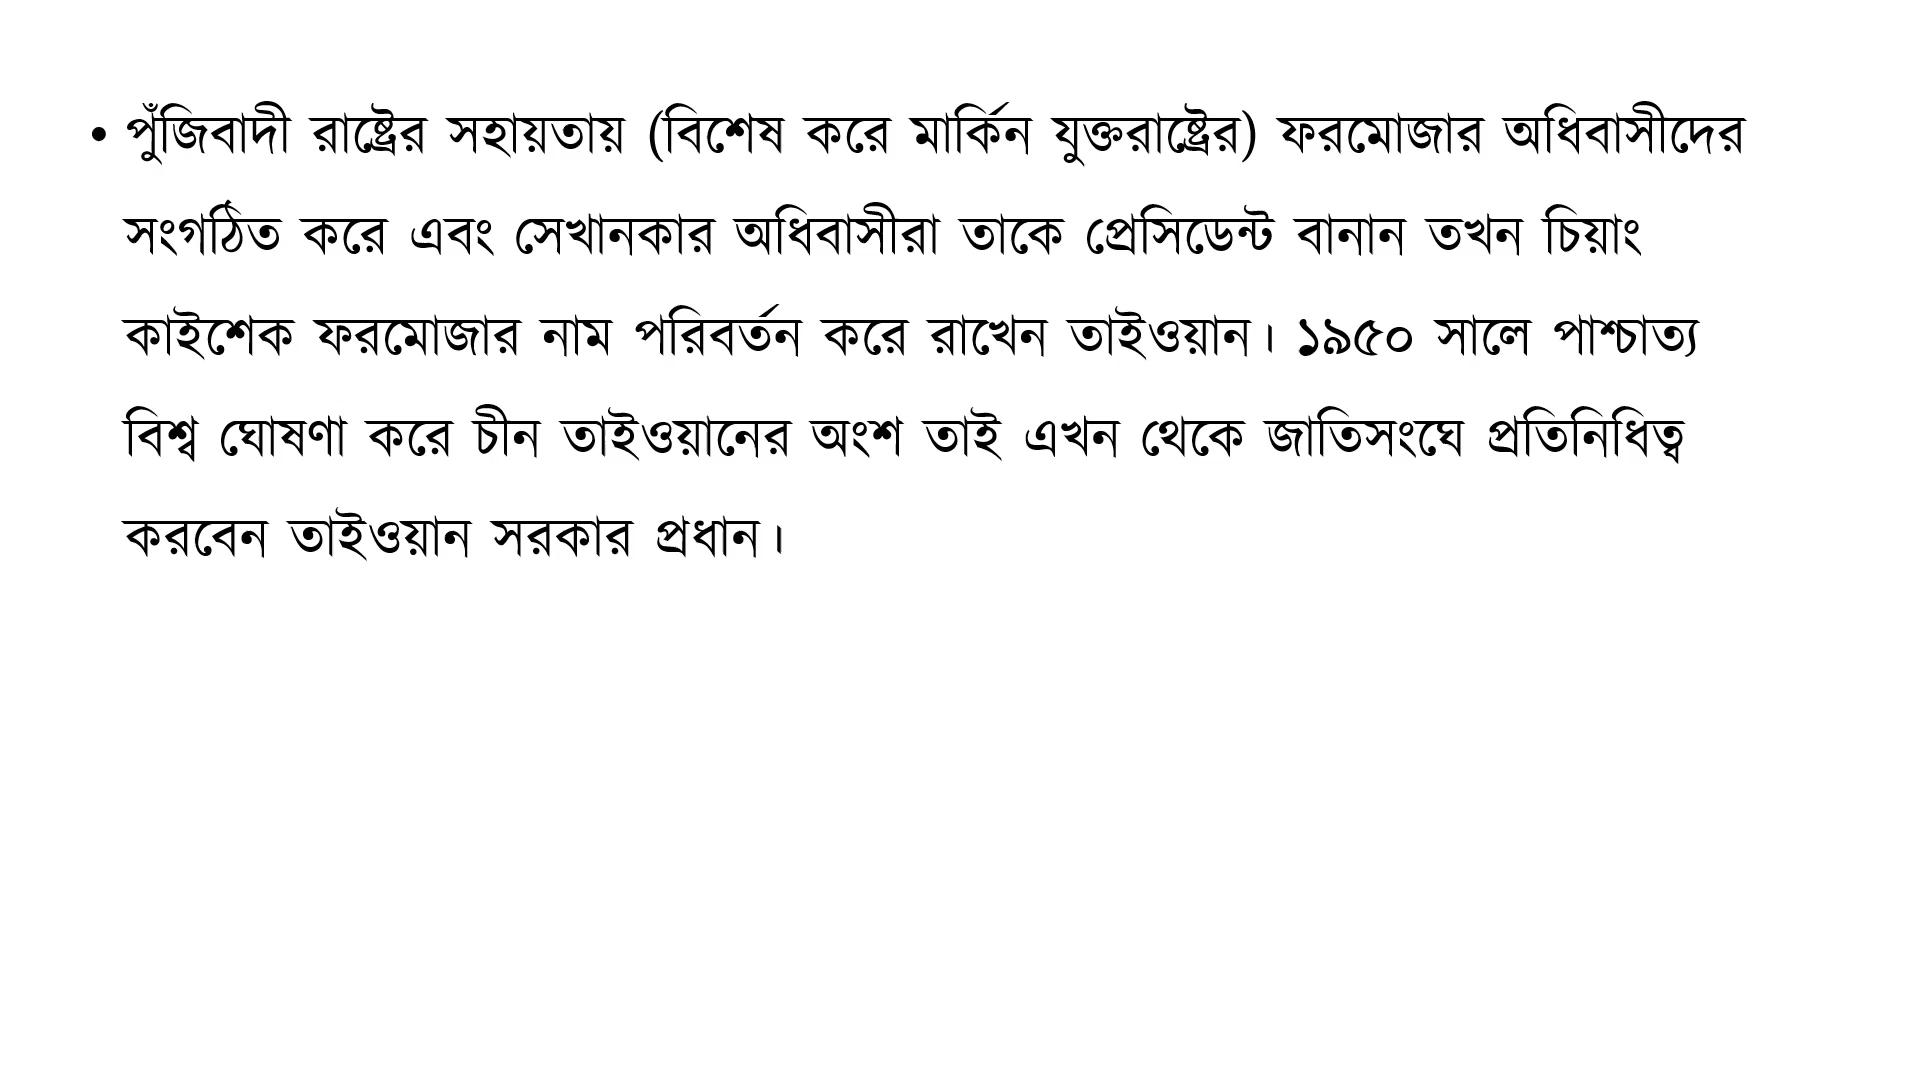 • পুঁজিবাদী রাষ্ট্রের সহায়তায় (বিশেষ করে মার্কিন যুক্তরাষ্ট্রের) ফরমোজার অধিবাসীদের
সংগঠিত করে এবং সেখানকার অধিবাসীরা তাকে প্রেসিডেন্ট বানান তখন চিয়াং
কাইশেক ফরমোজার নাম পরিবর্তন করে রাখেন তাইওয়ান। ১৯৫০ সালে পাশ্চাত্য
বিশ্ব ঘোষণা করে চীন তাইওয়ানের অংশ তাই এখন থেকে জাতিসংঘে প্রতিনিধিত্ব
করবেন তাইওয়ান সরকার প্রধান।